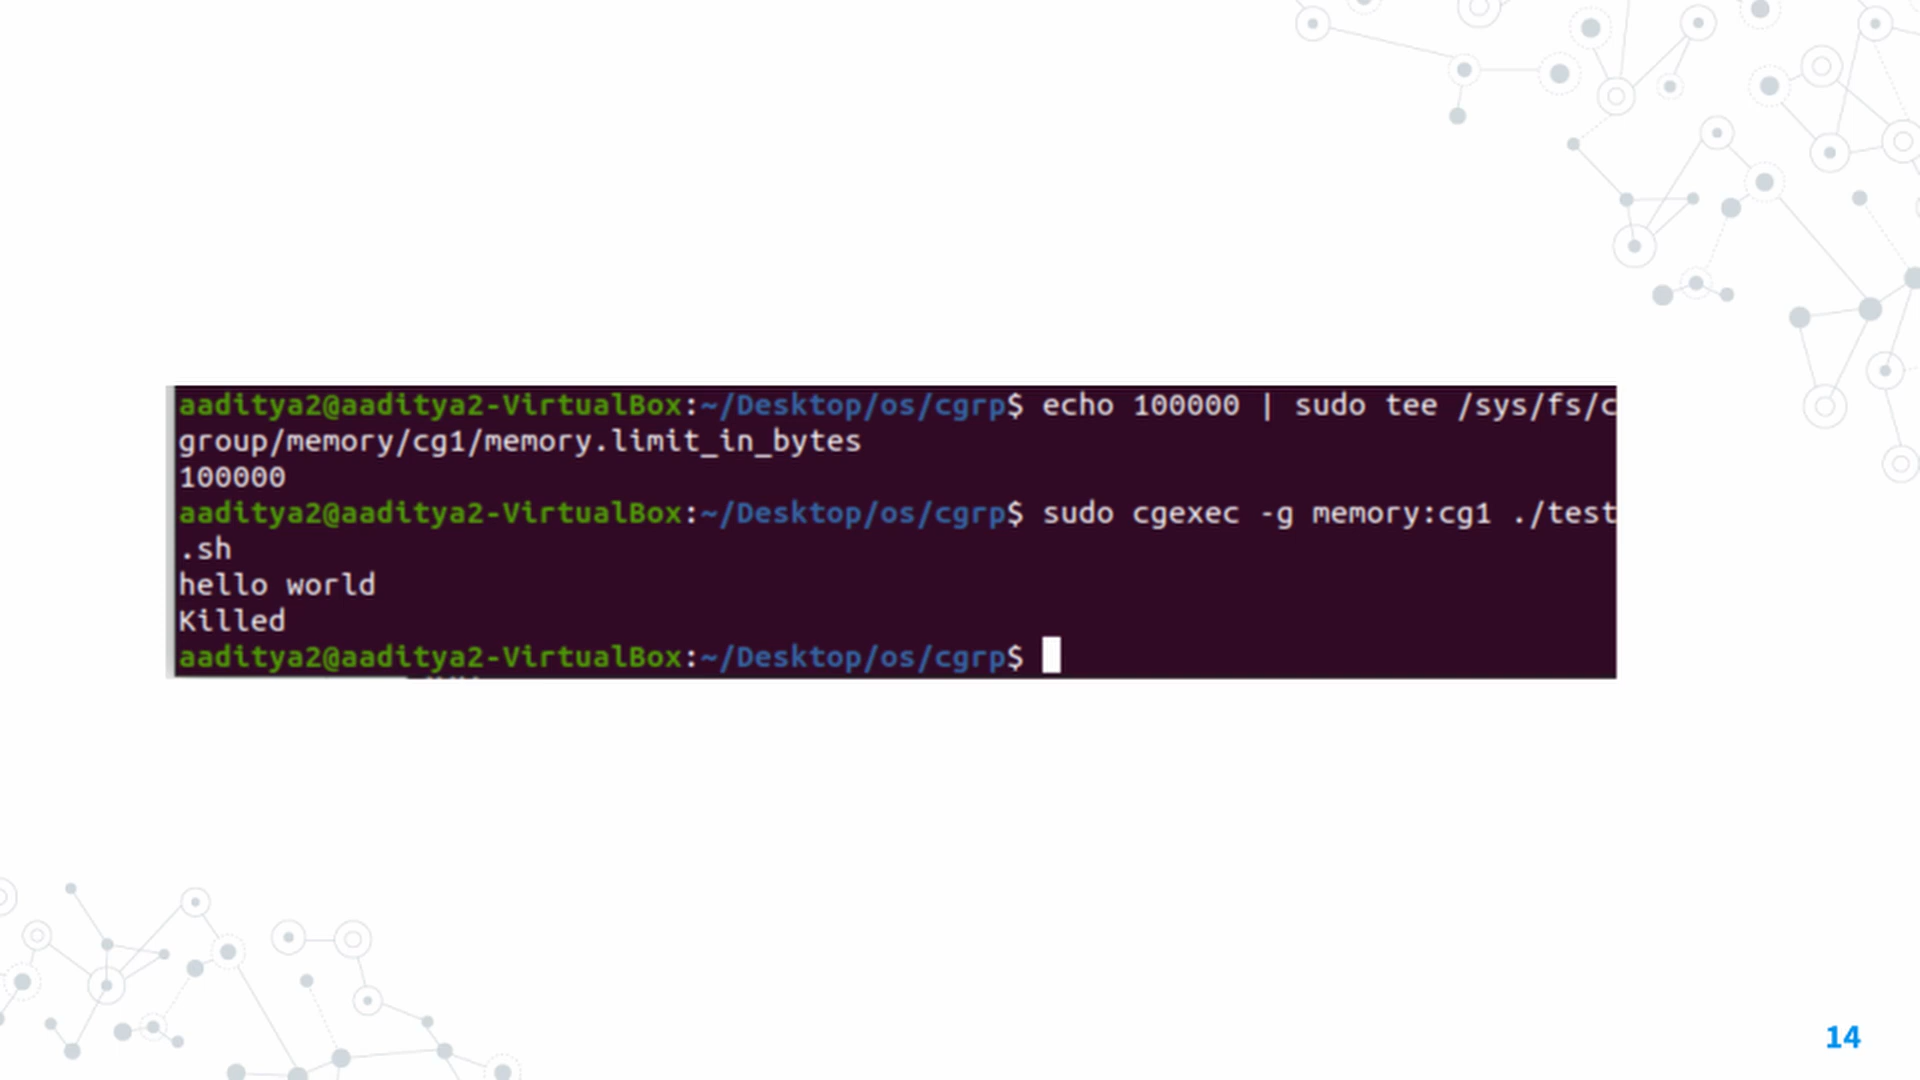 aaditya2@aaditya2-VirtualBox:~/Desktop/os/cgrp$ echo 100000 | sudo tee /sys/fs/c
group/memory/cg1/memory.limit_in_bytes
100000
aaditya2@aaditya2-VirtualBox:~/Desktop/os/cgrp$ sudo cgexec -g memory:cg1 ./test
.sh
hello world
Killed
aaditya2@aaditya2-VirtualBox:~/Desktop/os/cgrp$
14